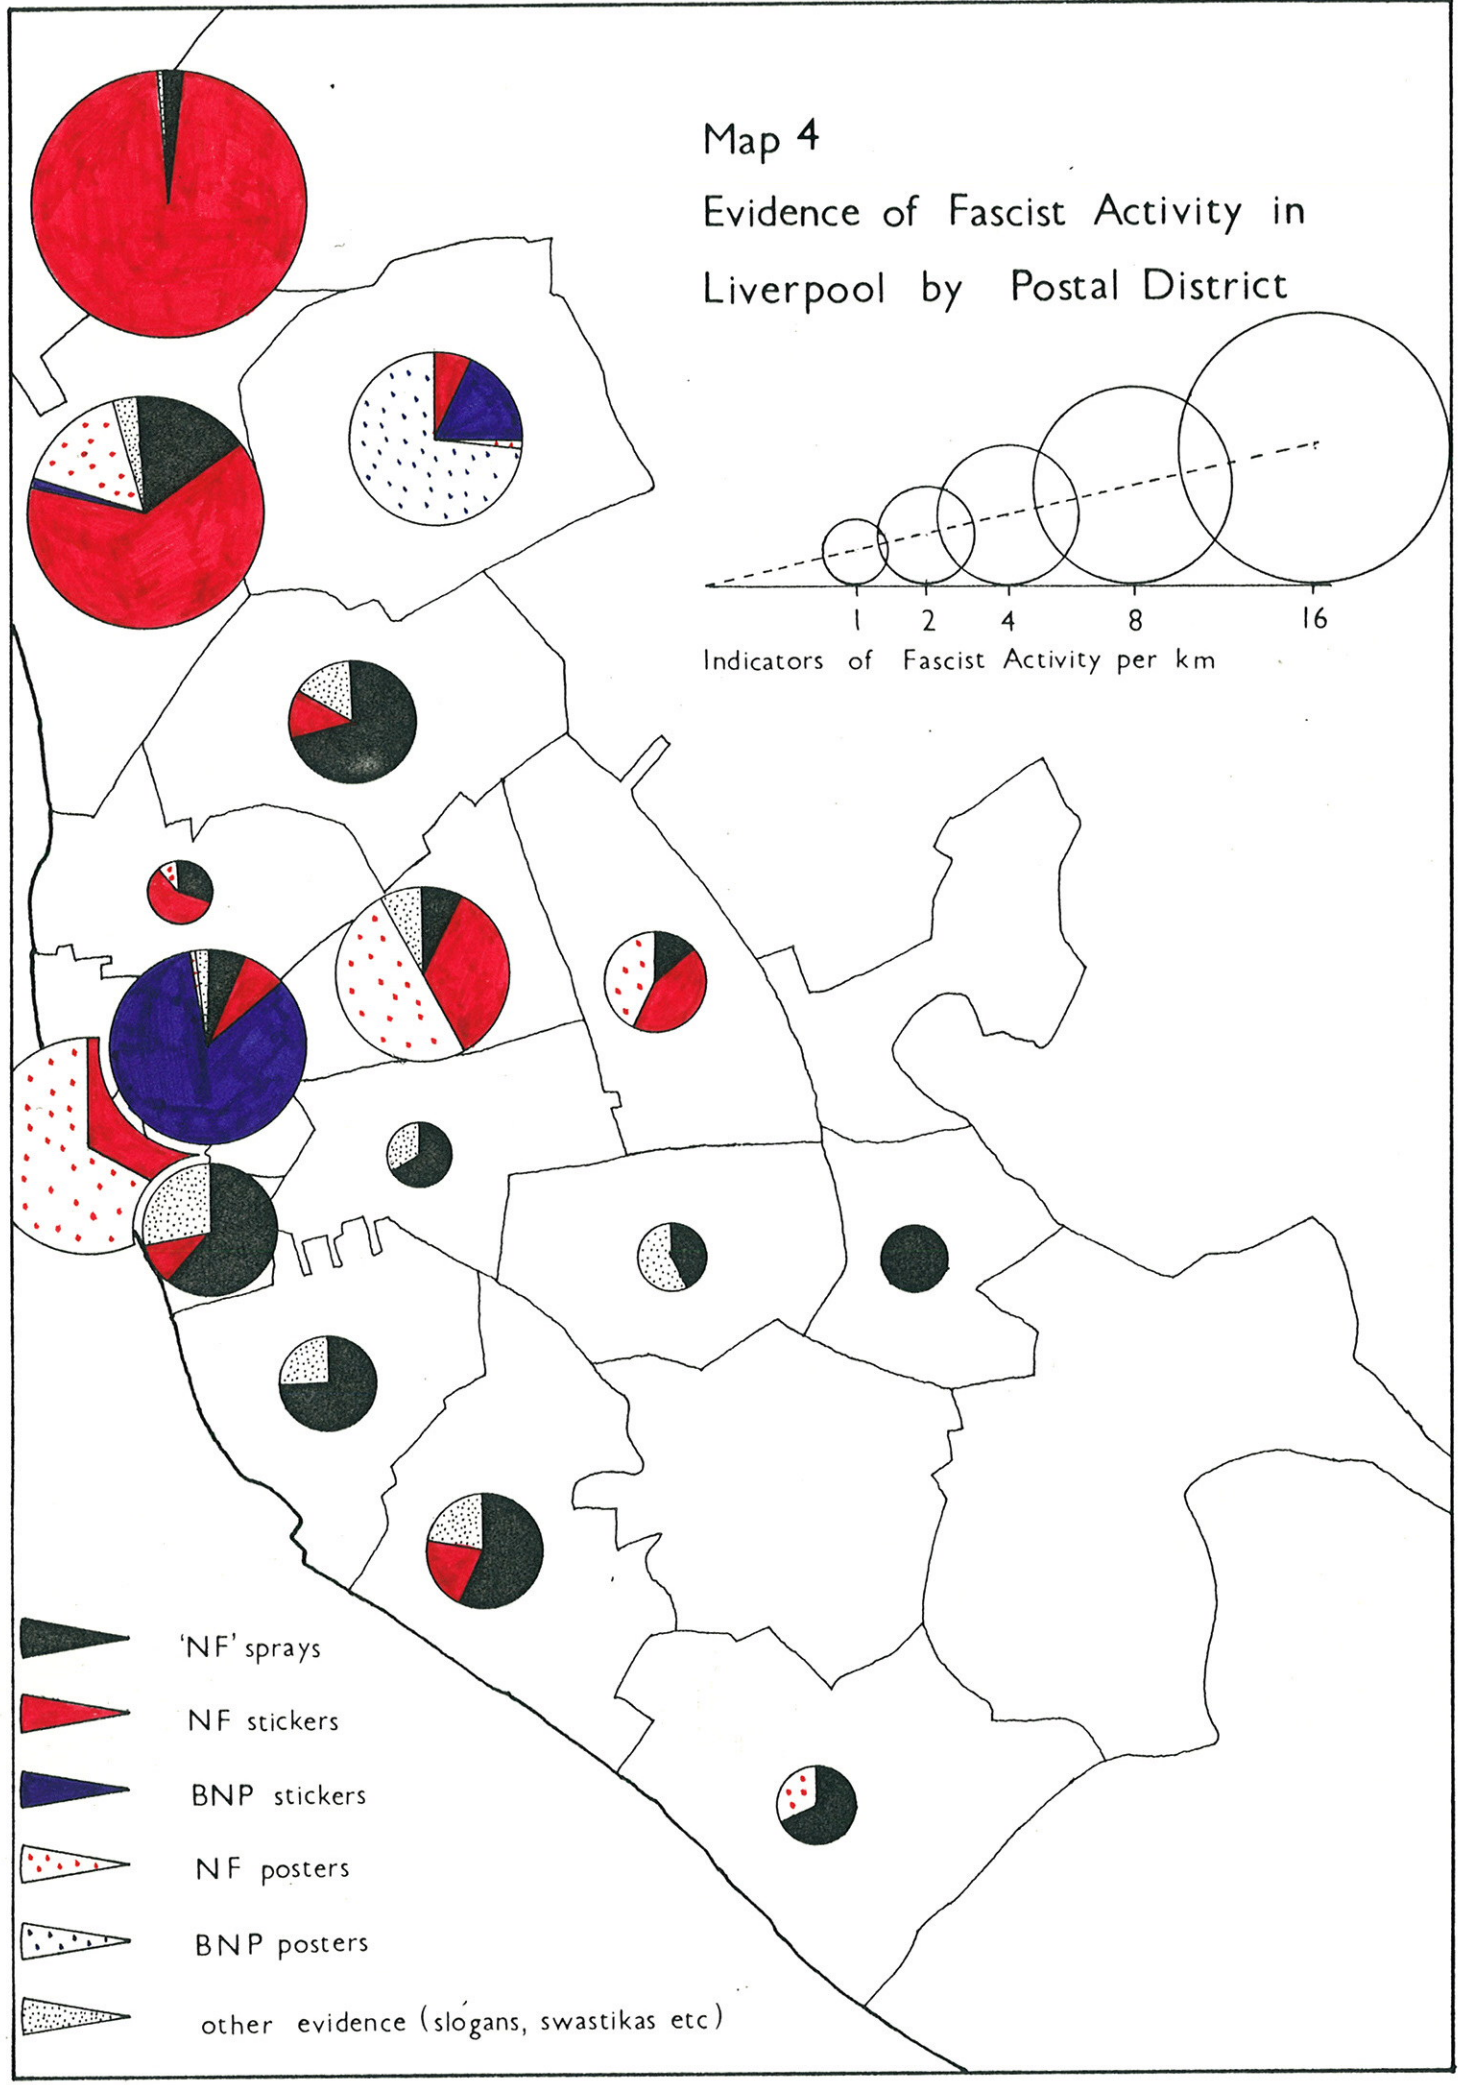 Map 4
Evidence of Fascist Activity in
Liverpool by Postal District
1 2 4 8 16
Indicators of Fascist Activity per km
'NF' sprays
NF stickers
BNP stickers
NF posters
BNP posters
other evidence (slogans, swastikas etc)